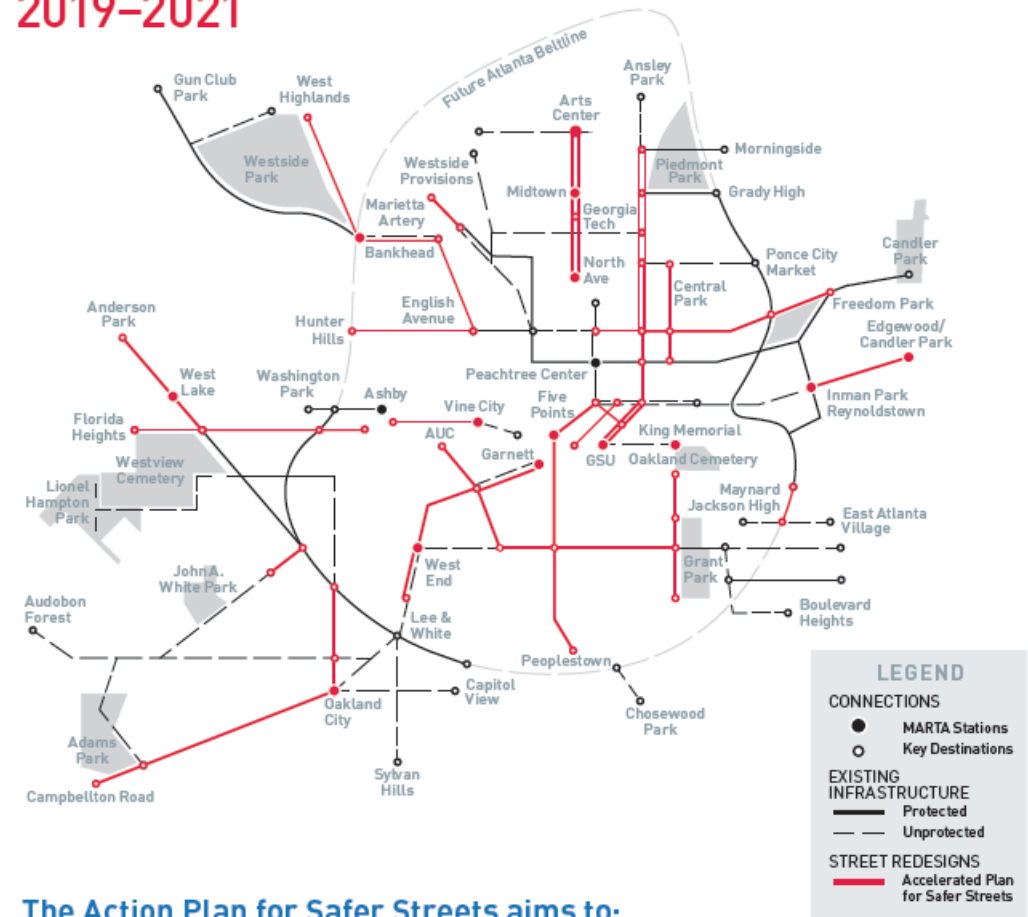 2019–2021
Future Atlanta Beltline
Gun Club
Park
West
Highlands
Ansley
Park
Arts
Center
Westside
Park
Westside
Provisions
Morningside
Piedmont
Park
Midtown
Grady High
Marietta
Artery
Georgia
Tech
Bankhead
Candler
Park
Ponce City
Market
North
Ave
Central
Park
Anderson
Park
English
Avenue
Freedom Park
Hunter
Hills
Edgewood/
Candler Park
West
Lake
Washington
Park
Peachtree Center
Ashby
Vine City
Five
Points
Inman Park
Reynoldstown
Florida
Heights
AUC
King Memorial
Garnett
GSU
Oakland Cemetery
Westview
Cemetery
Lionel
Hampton
Park
Maynard
Jackson High
East Atlanta
Village
West
End
Grant
Park
John A.
White Park
Audobon
Forest
Lee &
White
Boulevard
Heights
Peoplestown
Capitol
View
Oakland
City
Chosewood
Park
Adams
Park
Sylvan
Hills
Campbellton Road
LEGEND
CONNECTIONS
MARTA Stations
Key Destinations
EXISTING
INFRASTRUCTURE
Protected
Unprotected
STREET REDESIGNS
Accelerated Plan
for Safer Streets
The Action Plan for Safer Streets aims to: